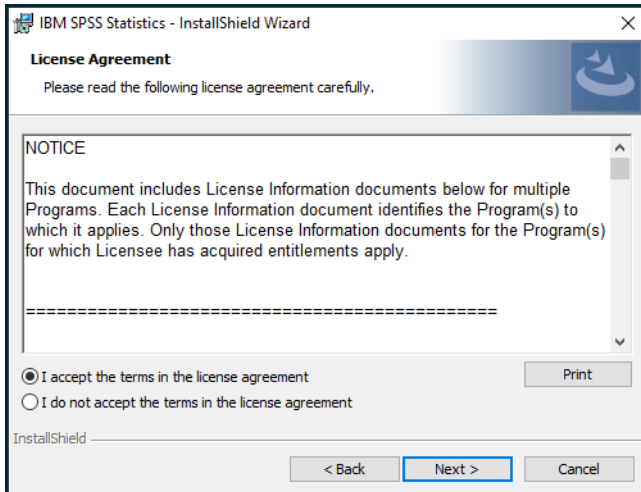 IBM SPSS Statistics - InstallShield Wizard
License Agreement
Please read the following license agreement carefully.
NOTICE
This document includes License Information documents below for multiple
Programs. Each License Information document identifies the Program(s) to
which it applies. Only those License Information documents for the Program(s)
for which Licensee has acquired entitlements apply.
==============================================
I accept the terms in the license agreement
Print
I do not accept the terms in the license agreement
InstallShield
< Back
Next >
Cancel